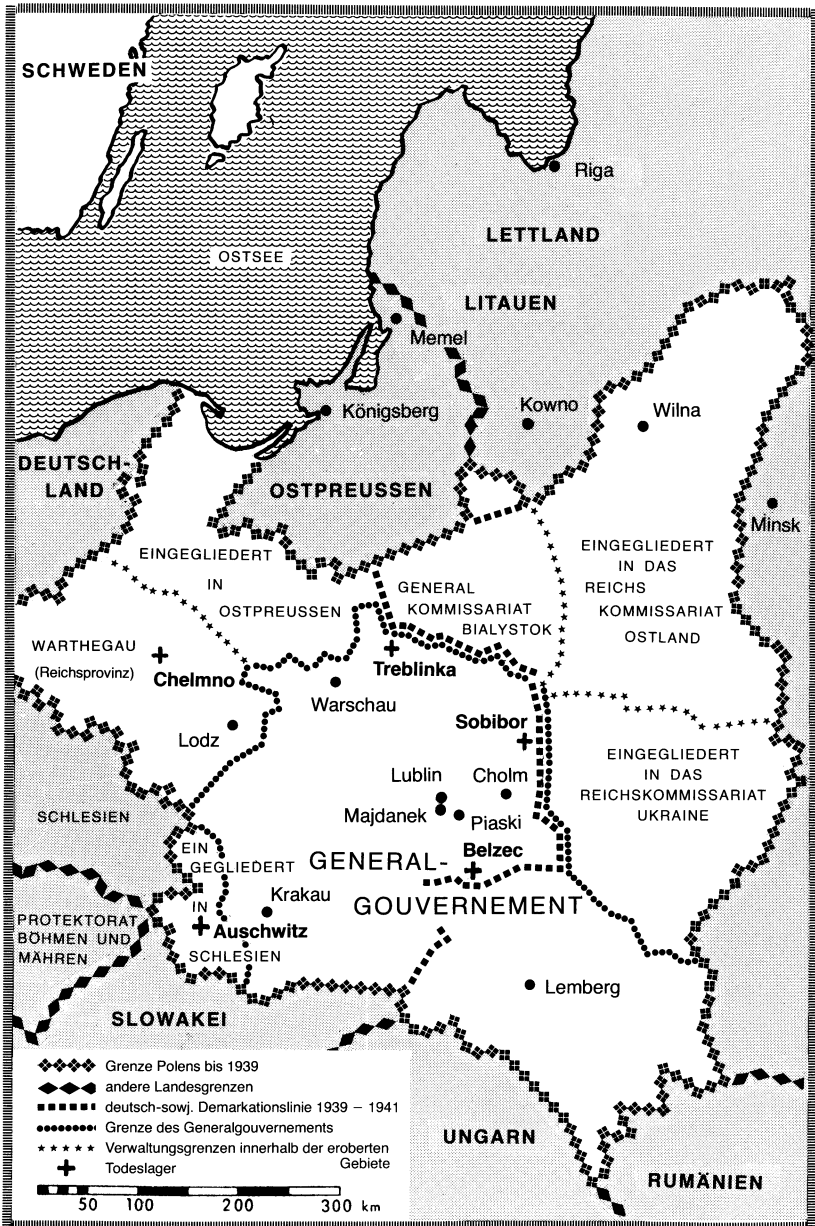 SCHWEDEN
Riga
LETTLAND
OSTSEE
LITAUEN
Memel
Königsberg
Kowno
Wilna
DEUTSCH-
LAND
OSTPREUSSEN
Minsk
EINGEGLIEDERT
IN
OSTPREUSSEN
GENERAL
KOMMISSARIAT
BIALYSTOK
EINGEGLIEDERT
IN DAS
REICHS
KOMMISSARIAT
OSTLAND
WARTHEGAU
(Reichsprovinz)
Chelmno
Treblinka
Warschau
Lodz
Sobibor
Lublin
Cholm
Majdanek
Piaski
Belzec
EINGEGLIEDERT
IN DAS
REICHSKOMMISSARIAT
UKRAINE
SCHLESIEN
EIN
GEGLIEDERT
IN
SCHLESIEN
GENERAL-
GOUVERNEMENT
Krakau
Auschwitz
PROTEKTORAT
BÖHMEN UND
MÄHREN
Lemberg
SLOWAKEI
UNGARN
RUMÄNIEN
Grenze Polens bis 1939
andere Landesgrenzen
deutsch-sowj. Demarkationslinie 1939 – 1941
Grenze des Generalgouvernements
Verwaltungsgrenzen innerhalb der eroberten
Gebiete
Todeslager
50 100 200 300 km